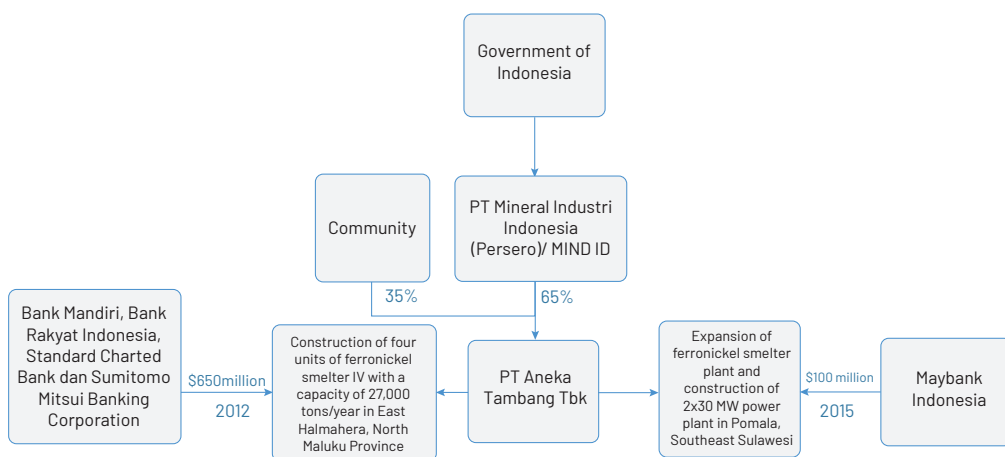 Government of
Indonesia
Community
PT Mineral Industri
Indonesia
(Persero)/ MIND ID
35%
65%
Bank Mandiri, Bank
Rakyat Indonesia,
Standard Charted
Bank dan Sumitomo
Mitsui Banking
Corporation
$650million
2012
Construction of four
units of ferronickel
smelter IV with a
capacity of 27,000
tons/year in East
Halmahera, North
Maluku Province
PT Aneka
Tambang Tbk
Expansion of
ferronickel smelter
plant and
construction of
2x30 MW power
plant in Pomala,
Southeast Sulawesi
$100 million
2015
Maybank
Indonesia